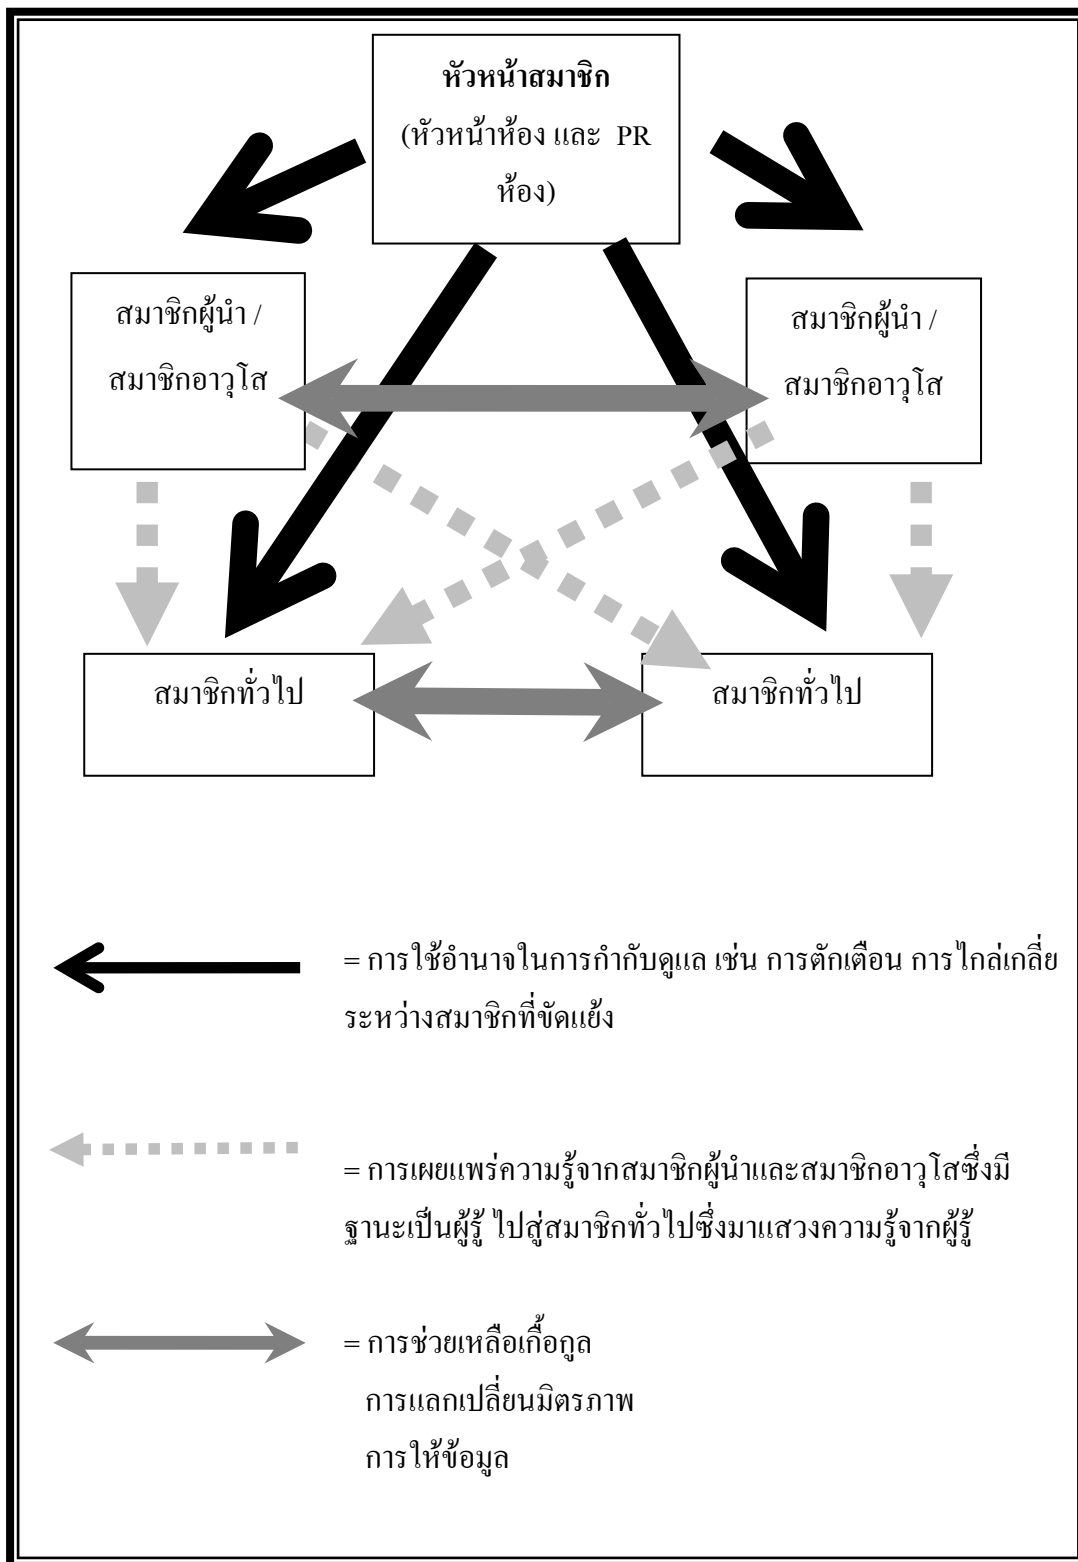 หัวหน้าสมาชิก
(หัวหน้าห้อง และ PR
ห้อง)
สมาชิกผู้นำ /
สมาชิกอาวุโส
สมาชิกผู้นำ /
สมาชิกอาวุโส
สมาชิกทั่วไป
สมาชิกทั่วไป
= การใช้อำนาจในการกำกับดูแล เช่น การตักเตือน การไกล่เกลี่ย
ระหว่างสมาชิกที่ขัดแย้ง
= การเผยแพร่ความรู้จากสมาชิกผู้นำและสมาชิกอาวุโสซึ่งมี
ฐานะเป็นผู้รู้ ไปสู่สมาชิกทั่วไปซึ่งมาแสวงความรู้จากผู้รู้
= การช่วยเหลือเกื้อกูล
การแลกเปลี่ยนมิตรภาพ
การให้ข้อมูล